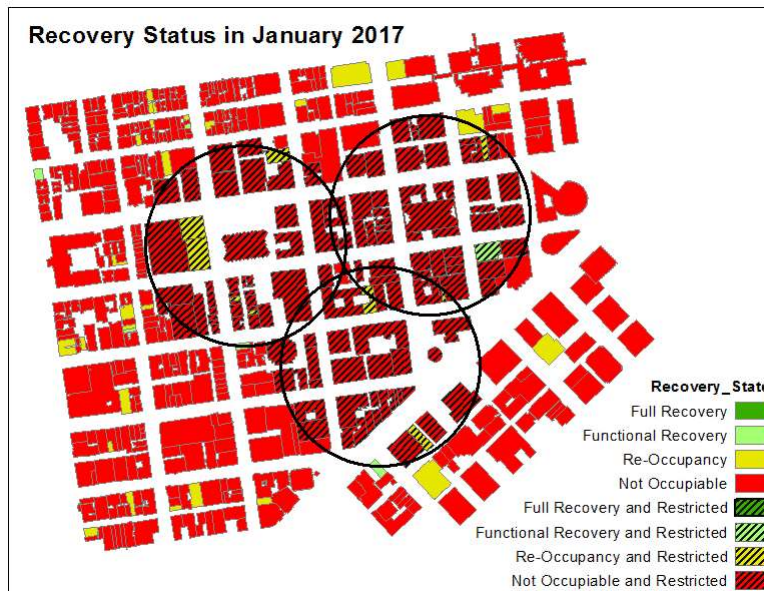 Recovery Status in January 2017
Recovery_State
Full Recovery
Functional Recovery
Re-Occupancy
Not Occupiable
Full Recovery and Restricted
Functional Recovery and Restricted
Re-Occupancy and Restricted
Not Occupiable and Restricted